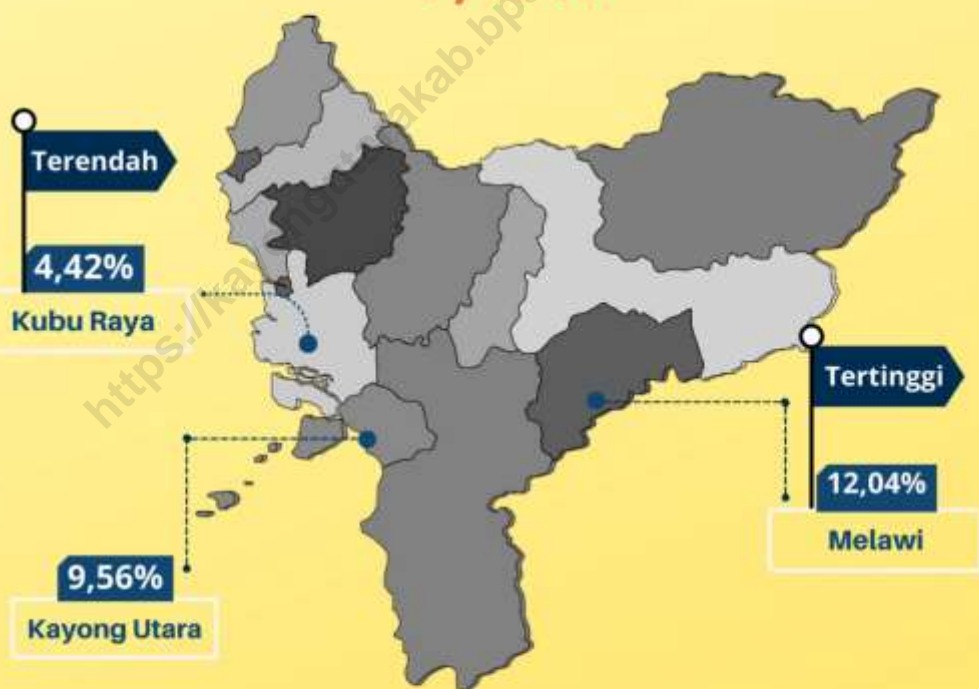 Terendah
4,42%
Kubu Raya
Tertinggi
12,04%
Melawi
9,56%
Kayong Utara